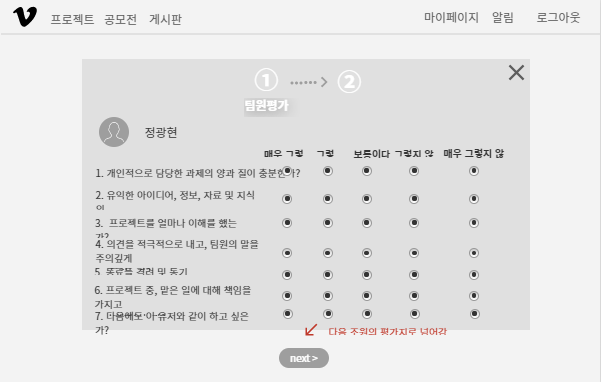 프로젝트 공모전 게시판 마이페이지 알림 로그아웃
1 2
팀원평가
정광현
매우 그렇 그렇 보통이다 그렇지 않 매우 그렇지 않
1. 개인적으로 담당한 과제의 양과 질이 충분한가?
2. 유익한 아이디어, 정보, 자료 및 지식
3. 프로젝트를 얼마나 이해를 했는
가?
4. 의견을 적극적으로 내고, 팀원의 말을
주의깊게
5. 동료를 격려 및 동기
6. 프로젝트 중, 맡은 일에 대해 책임을
가지고
7. 다음에도 이 유저와 같이 하고 싶은
가?
다음 조원의 평가지로 넘어감
next >